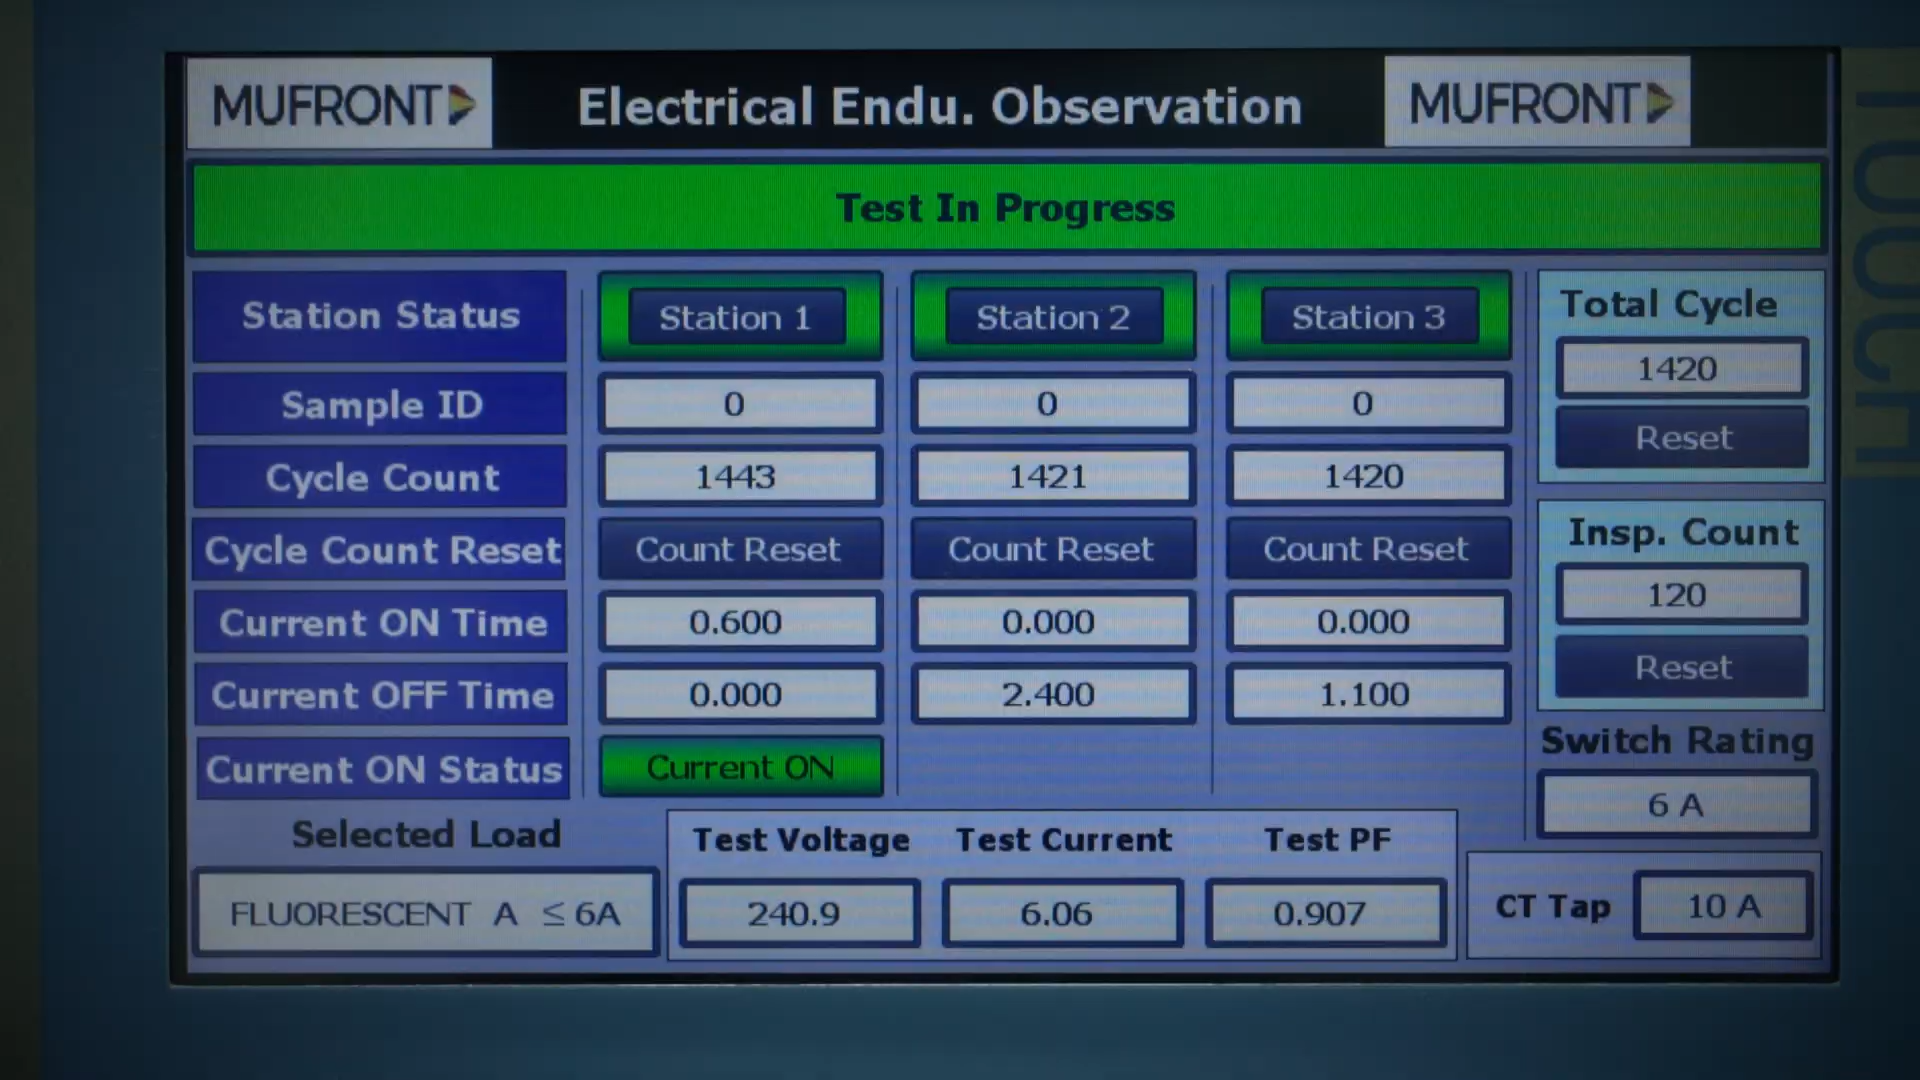 MUFRONT
Electrical Endu. Observation
MUFRONT
Test In Progress
Station Status
Station 1
Station 2
Station 3
Total Cycle
1420
Reset
Sample ID
0
0
0
Cycle Count
1443
1421
1420
Cycle Count Reset
Count Reset
Count Reset
Count Reset
Insp. Count
120
Reset
Current ON Time
0.600
0.000
0.000
Current OFF Time
0.000
2.400
1.100
Current ON Status
Current ON
Switch Rating
6 A
Selected Load
FLUORESCENT A ≤ 6A
Test Voltage
Test Current
Test PF
240.9
6.06
0.907
CT Tap
10 A
TOUCH